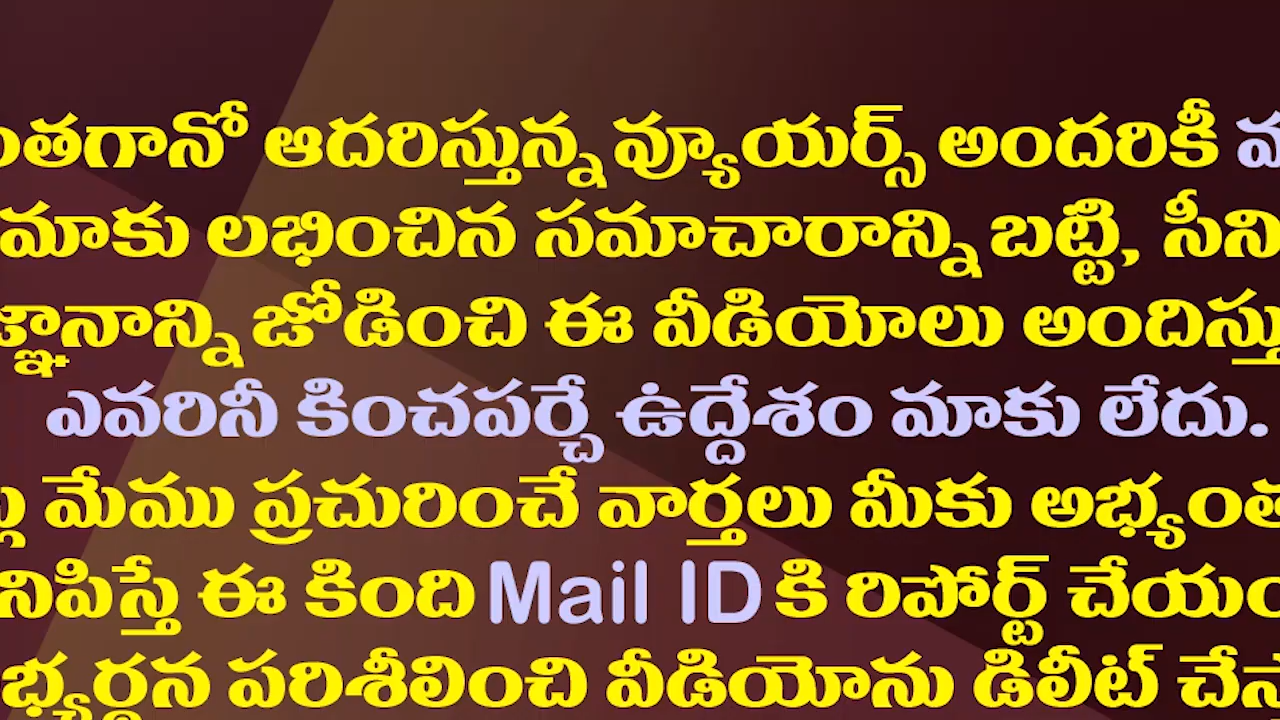 ంతగానో ఆదరిస్తున్న వ్యూయర్స్ అందరికీ
మాకు లభించిన సమాచారాన్ని బట్టి, సీని
జ్ఞానాన్ని జోడించి ఈ వీడియోలు అందిస్తు
ఎవరినీ కించపర్చే ఉద్దేశం మాకు లేదు.
మేము ప్రచురించే వార్తలు మీకు అభ్యంత
నిపిస్తే ఈ కింది Mail ID కి రిపోర్ట్ చేయం
భ్యర్ధన పరిశీలించి వీడియోను డిలీట్ చేస